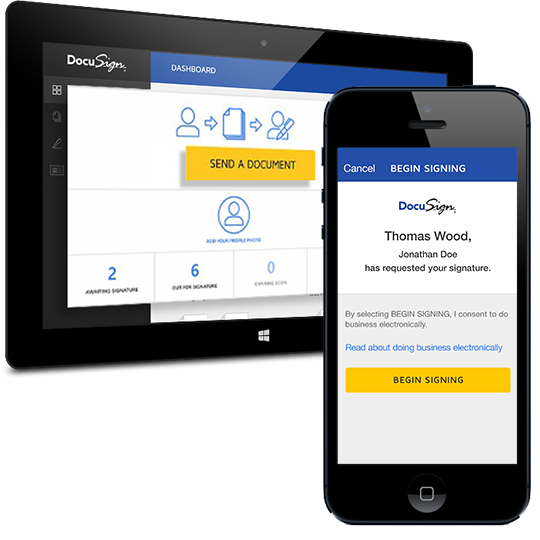 DocuSign
DASHBOARD
SEND A DOCUMENT
ADD YOUR PROFILE PHOTO
2
AWAITING SIGNATURE
6
OUT FOR SIGNATURE
0
EXPIRING SOON
Cancel
BEGIN SIGNING
DocuSign
Thomas Wood,
Jonathan Doe
has requested your signature.
By selecting BEGIN SIGNING, I consent to do
business electronically.
Read about doing business electronically
BEGIN SIGNING